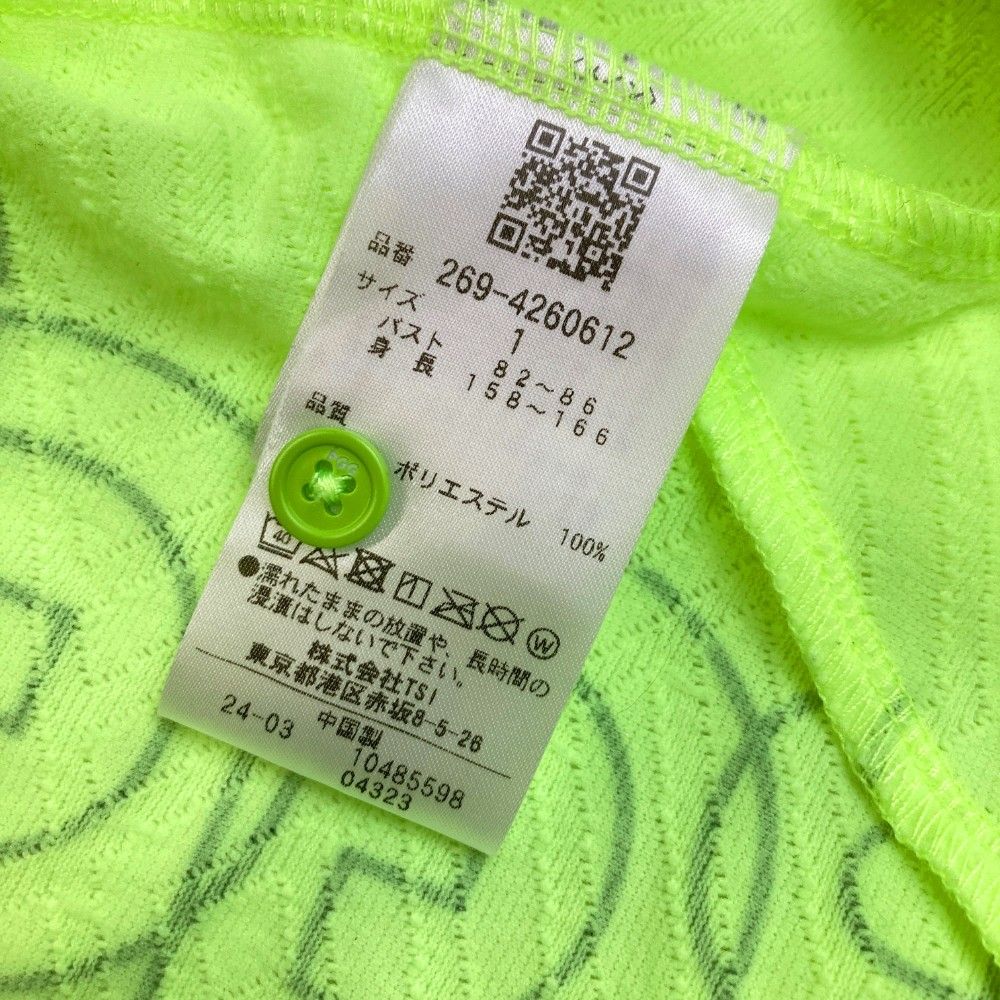 品番 269-4260612
サイズ 1
バスト 82～86
身長 158～166
品質
ポリエステル 100%
40
●濡れたままの放置や、長時間の
浸漬はしないで下さい。
株式会社TSI
東京都港区赤坂8-5-26
24-03 中国製
10485598
04323